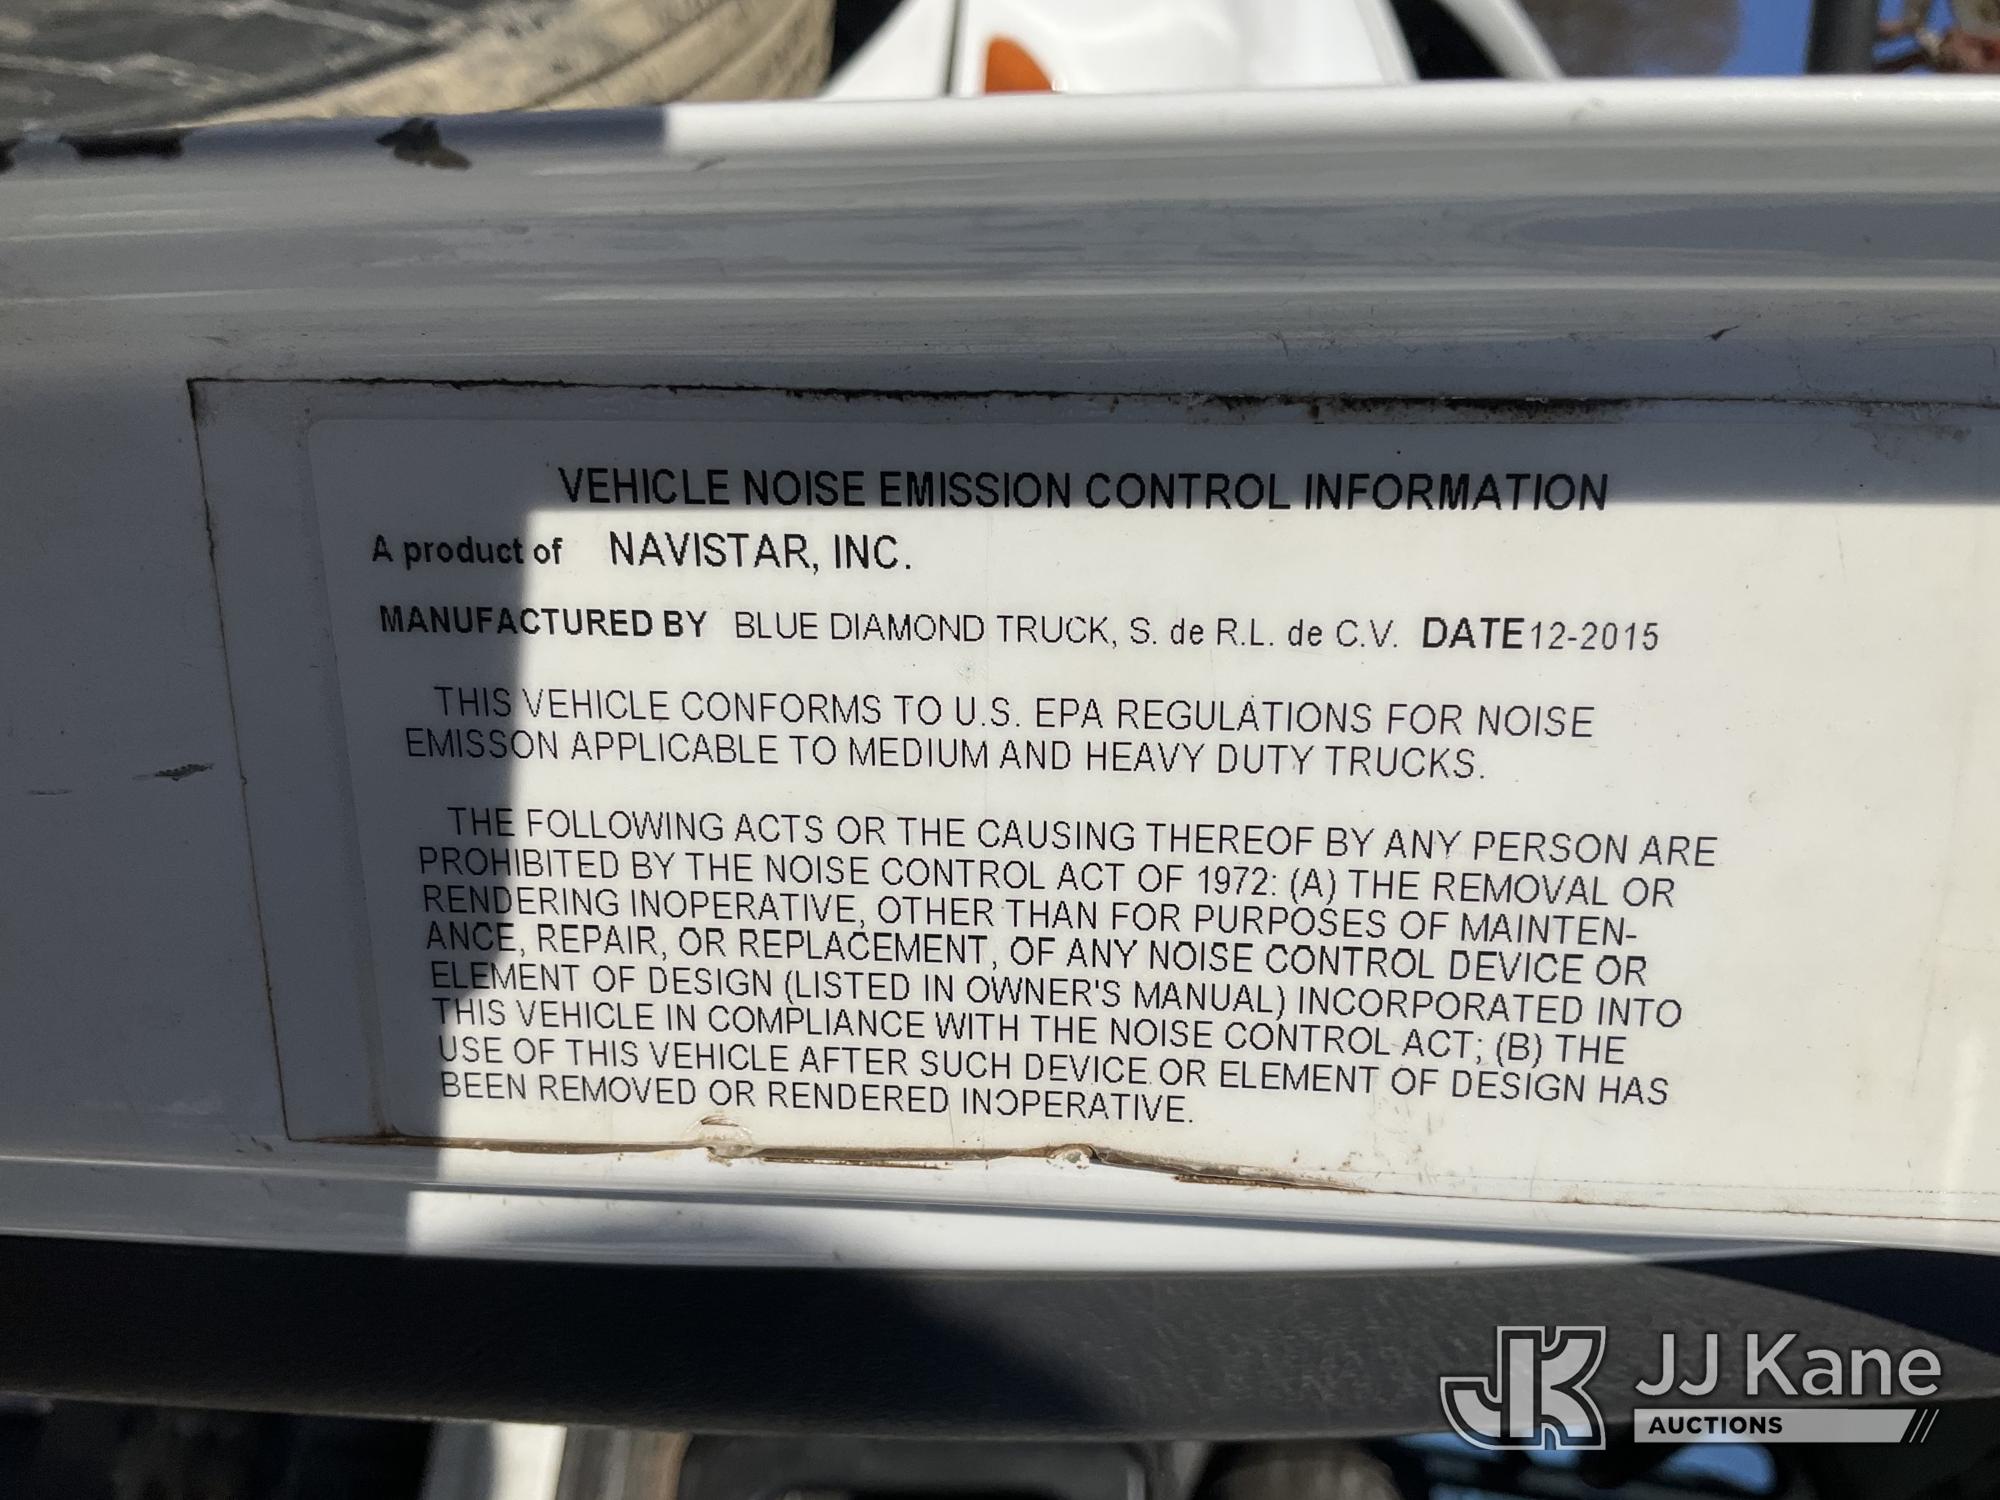 VEHICLE NOISE EMISSION CONTROL INFORMATION
A product of NAVISTAR, INC.
MANUFACTURED BY BLUE DIAMOND TRUCK, S. de R.L. de C.V. DATE12-2015
THIS VEHICLE CONFORMS TO U.S. EPA REGULATIONS FOR NOISE
EMISSON APPLICABLE TO MEDIUM AND HEAVY DUTY TRUCKS.
THE FOLLOWING ACTS OR THE CAUSING THEREOF BY ANY PERSON ARE
PROHIBITED BY THE NOISE CONTROL ACT OF 1972: (A) THE REMOVAL OR
RENDERING INOPERATIVE, OTHER THAN FOR PURPOSES OF MAINTEN-
ANCE, REPAIR, OR REPLACEMENT, OF ANY NOISE CONTROL DEVICE OR
ELEMENT OF DESIGN (LISTED IN OWNER'S MANUAL) INCORPORATED INTO
THIS VEHICLE IN COMPLIANCE WITH THE NOISE CONTROL ACT; (B) THE
USE OF THIS VEHICLE AFTER SUCH DEVICE OR ELEMENT OF DESIGN HAS
BEEN REMOVED OR RENDERED INOPERATIVE.
JK JJ Kane
AUCTIONS